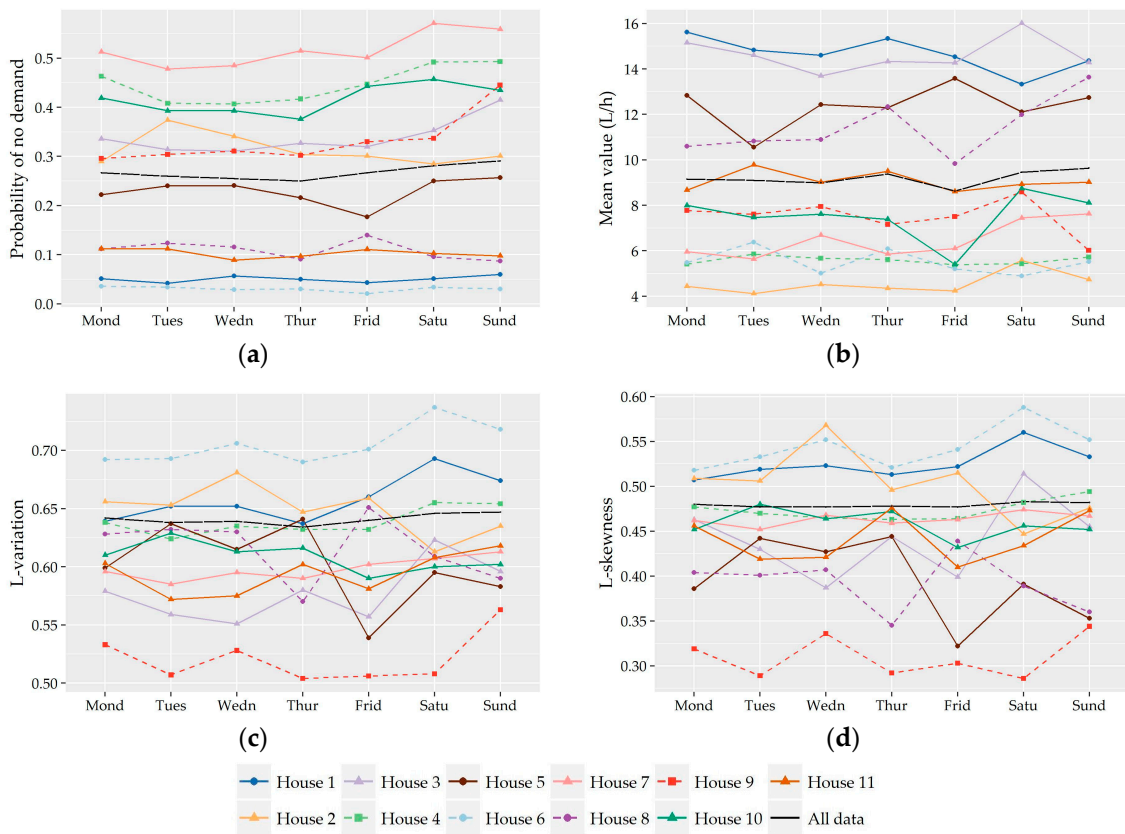 Probability of no demand
0.5
0.4
0.3
0.2
0.1
0.0
Mond Tues Wedn Thur Frid Satu Sund
(a)
Mean value (L/h)
16
14
12
10
8
6
4
Mond Tues Wedn Thur Frid Satu Sund
(b)
L-variation
0.70
0.65
0.60
0.55
0.50
Mond Tues Wedn Thur Frid Satu Sund
(c)
L-skewness
0.60
0.55
0.50
0.45
0.40
0.35
0.30
Mond Tues Wedn Thur Frid Satu Sund
(d)
House 1 House 3 House 5 House 7 House 9 House 11
House 2 House 4 House 6 House 8 House 10 All data